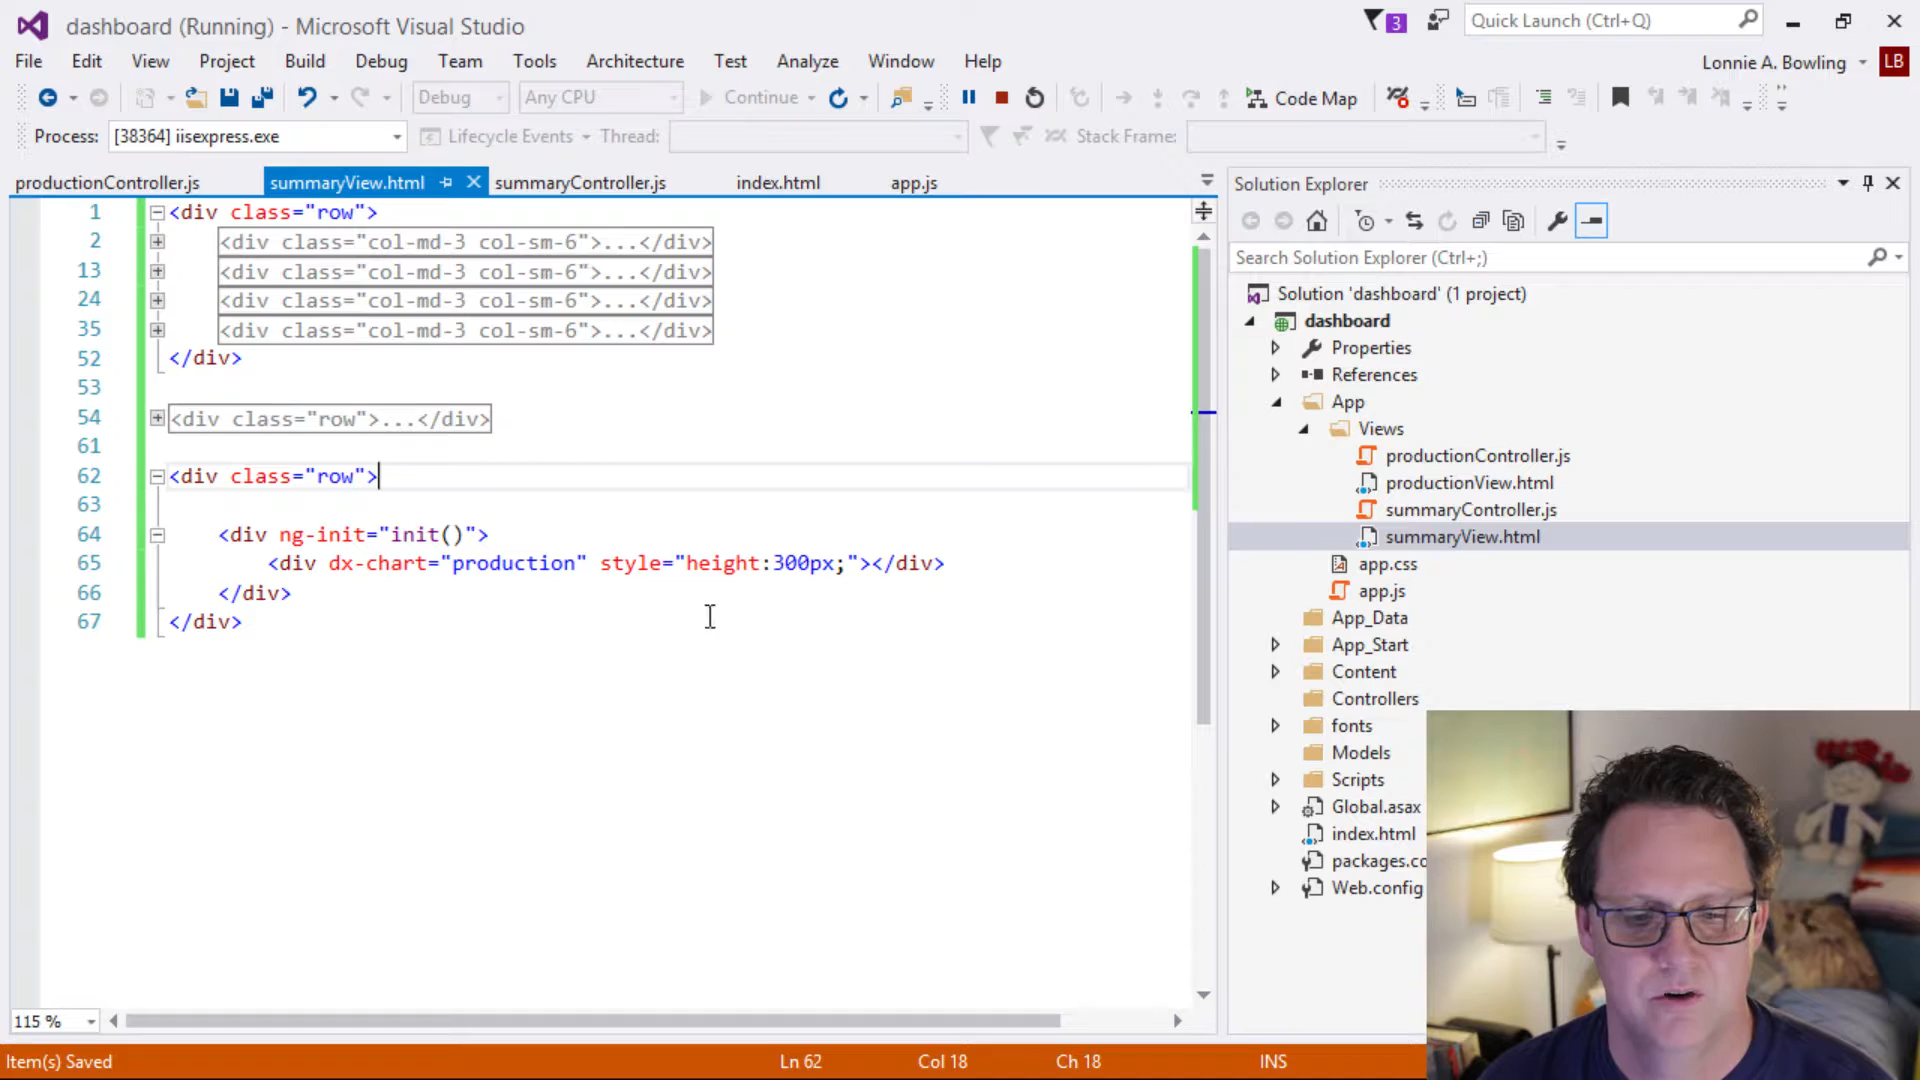 dashboard (Running) - Microsoft Visual Studio
3
Quick Launch (Ctrl+Q)
File Edit View Project Build Debug Team Tools Architecture Test Analyze Window Help
Lonnie A. Bowling LB
Debug Any CPU Continue Code Map
Process: [38364] iisexpress.exe Lifecycle Events Thread: Stack Frame:
productionController.js summaryView.html summaryController.js index.html app.js
1 <div class="row">
2 <div class="col-md-3 col-sm-6">...</div>
13 <div class="col-md-3 col-sm-6">...</div>
24 <div class="col-md-3 col-sm-6">...</div>
35 <div class="col-md-3 col-sm-6">...</div>
52 </div>
53
54 <div class="row">...</div>
61
62 <div class="row">
63
64 <div ng-init="init()">
65 <div dx-chart="production" style="height:300px;"></div>
66 </div>
67 </div>
115 %
Solution Explorer
Search Solution Explorer (Ctrl+;)
Solution 'dashboard' (1 project)
dashboard
Properties
References
App
Views
productionController.js
productionView.html
summaryController.js
summaryView.html
app.css
app.js
App_Data
App_Start
Content
Controllers
fonts
Models
Scripts
Global.asax
index.html
packages.co
Web.config
Item(s) Saved Ln 62 Col 18 Ch 18 INS